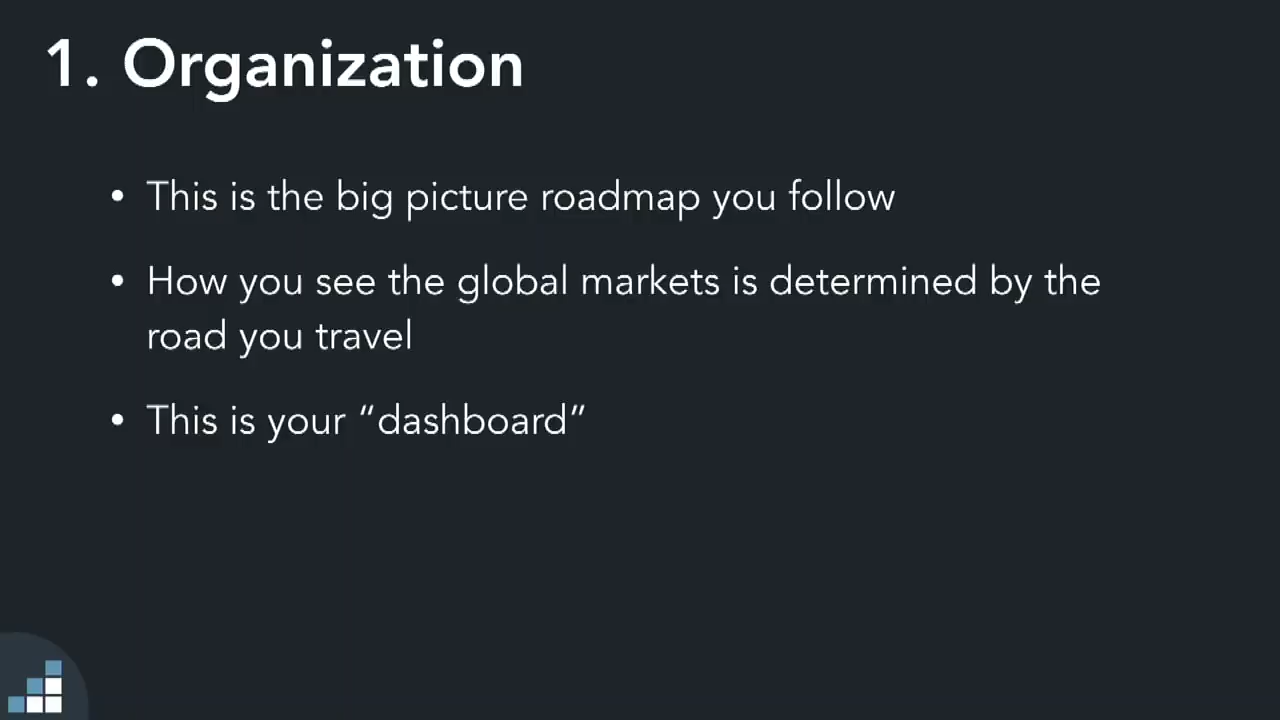 1. Organization
• This is the big picture roadmap you follow
• How you see the global markets is determined by the
road you travel
• This is your “dashboard”